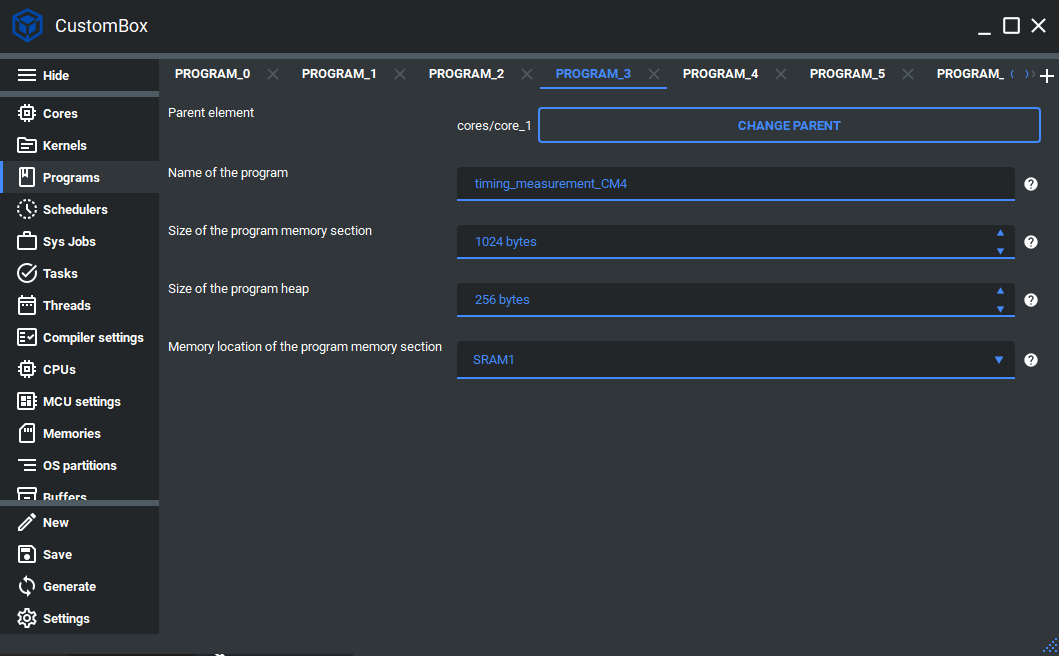 CustomBox
Hide
PROGRAM_0 PROGRAM_1 PROGRAM_2 PROGRAM_3 PROGRAM_4 PROGRAM_5 PROGRAM_
Cores
Kernels
Programs
Schedulers
Sys Jobs
Tasks
Threads
Compiler settings
CPUs
MCU settings
Memories
OS partitions
Buffers
New
Save
Generate
Settings
Parent element
cores/core_1 CHANGE PARENT
Name of the program
timing_measurement_CM4
Size of the program memory section
1024 bytes
Size of the program heap
256 bytes
Memory location of the program memory section
SRAM1